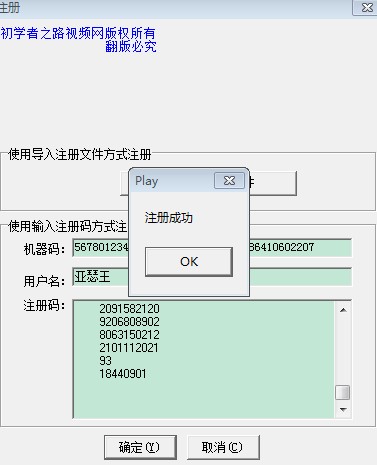 注册
初学者之路视频网版权所有
翻版必究
使用导入注册文件方式注册
件
Play
注册成功
OK
使用输入注册码方式注
机器码： 567801234 86410602207
用户名： 亚瑟王
注册码：
2091582120
9206808902
8063150212
2101112021
93
18440901
确定(Y) 取消(C)